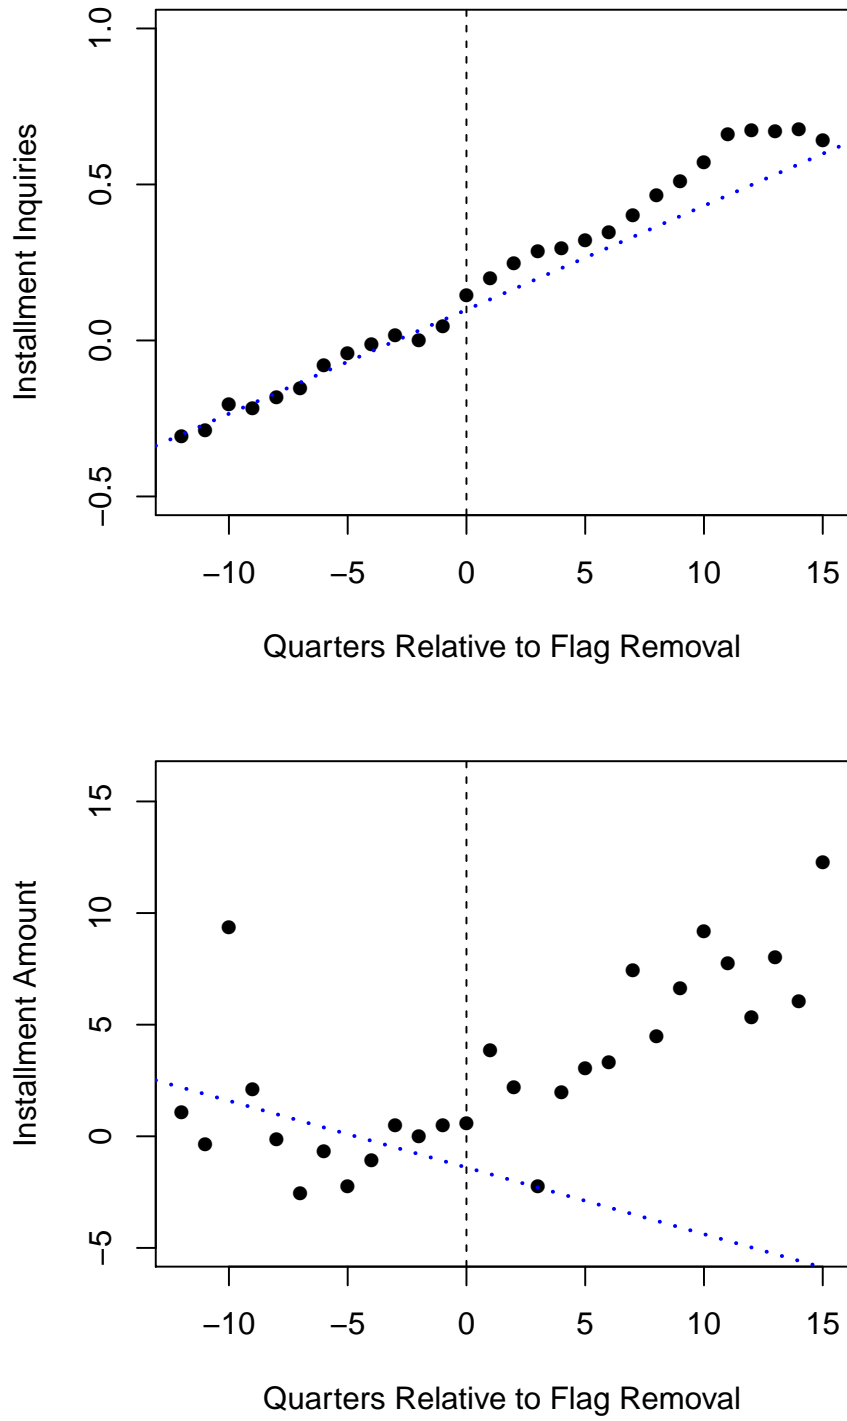 Installment Inquiries
1.0
0.5
0.0
−0.5
−10 −5 0 5 10 15
Quarters Relative to Flag Removal
Installment Amount
15
10
5
0
−5
−10 −5 0 5 10 15
Quarters Relative to Flag Removal